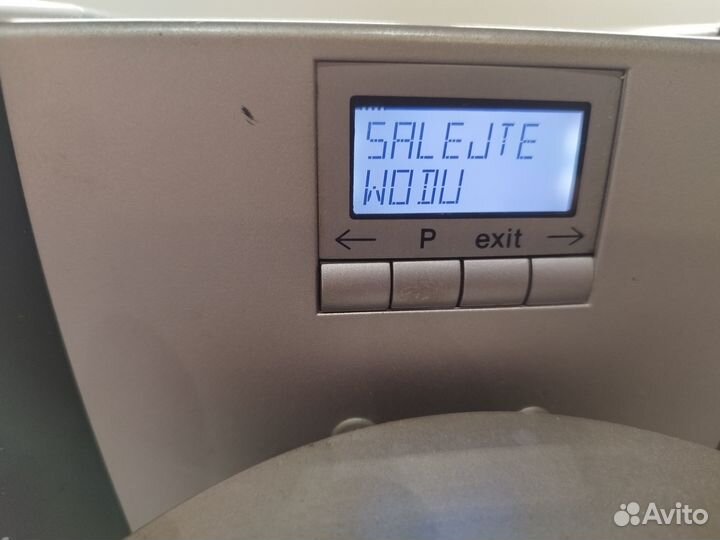 SALEJTE
WODU
← P exit →
Avito